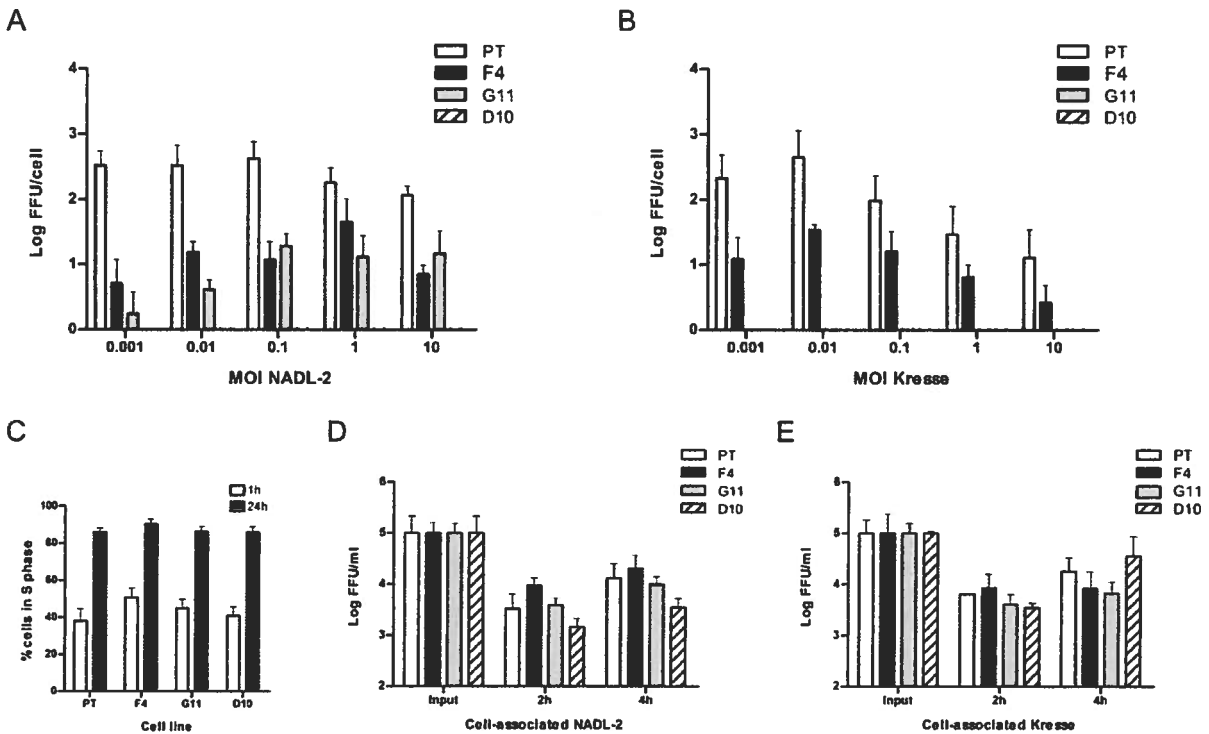 A
PT
F4
G11
D10
4
3
2
1
0
Log FFU/cell
0.001 0.01 0.1 1 10
MOI NADL-2
B
PT
F4
G11
D10
4
3
2
1
0
Log FFU/cell
0.001 0.01 0.1 1 10
MOI Kresse
C
1h
24h
100
80
60
40
20
0
%cells in S phase
PT F4 G11 D10
Cell line
D
PT
F4
G11
D10
6
5
4
3
2
Log FFU/ml
Input 2h 4h
Cell-associated NADL-2
E
PT
F4
G11
D10
6
5
4
3
2
Log FFU/ml
Input 2h 4h
Cell-associated Kresse